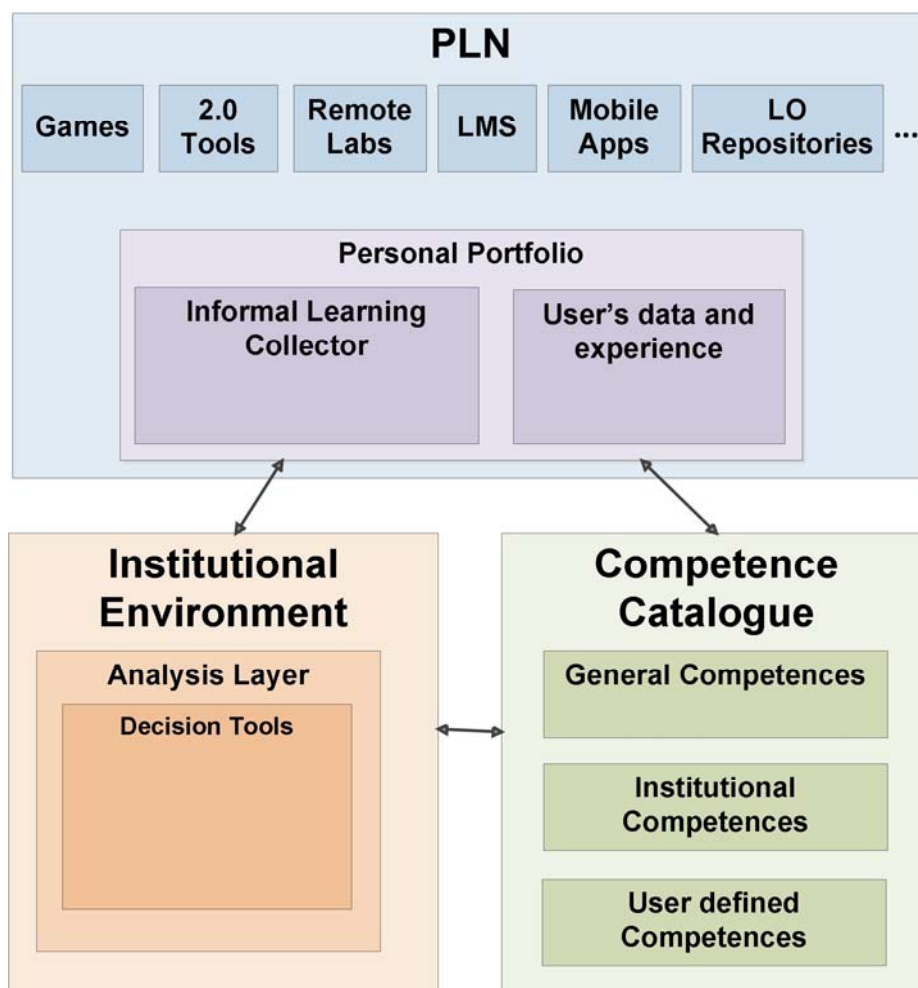 PLN
Games
2.0
Tools
Remote
Labs
LMS
Mobile
Apps
LO
Repositories
...
Personal Portfolio
Informal Learning
Collector
User's data and
experience
Institutional
Environment
Analysis Layer
Decision Tools
Competence
Catalogue
General Competences
Institutional
Competences
User defined
Competences